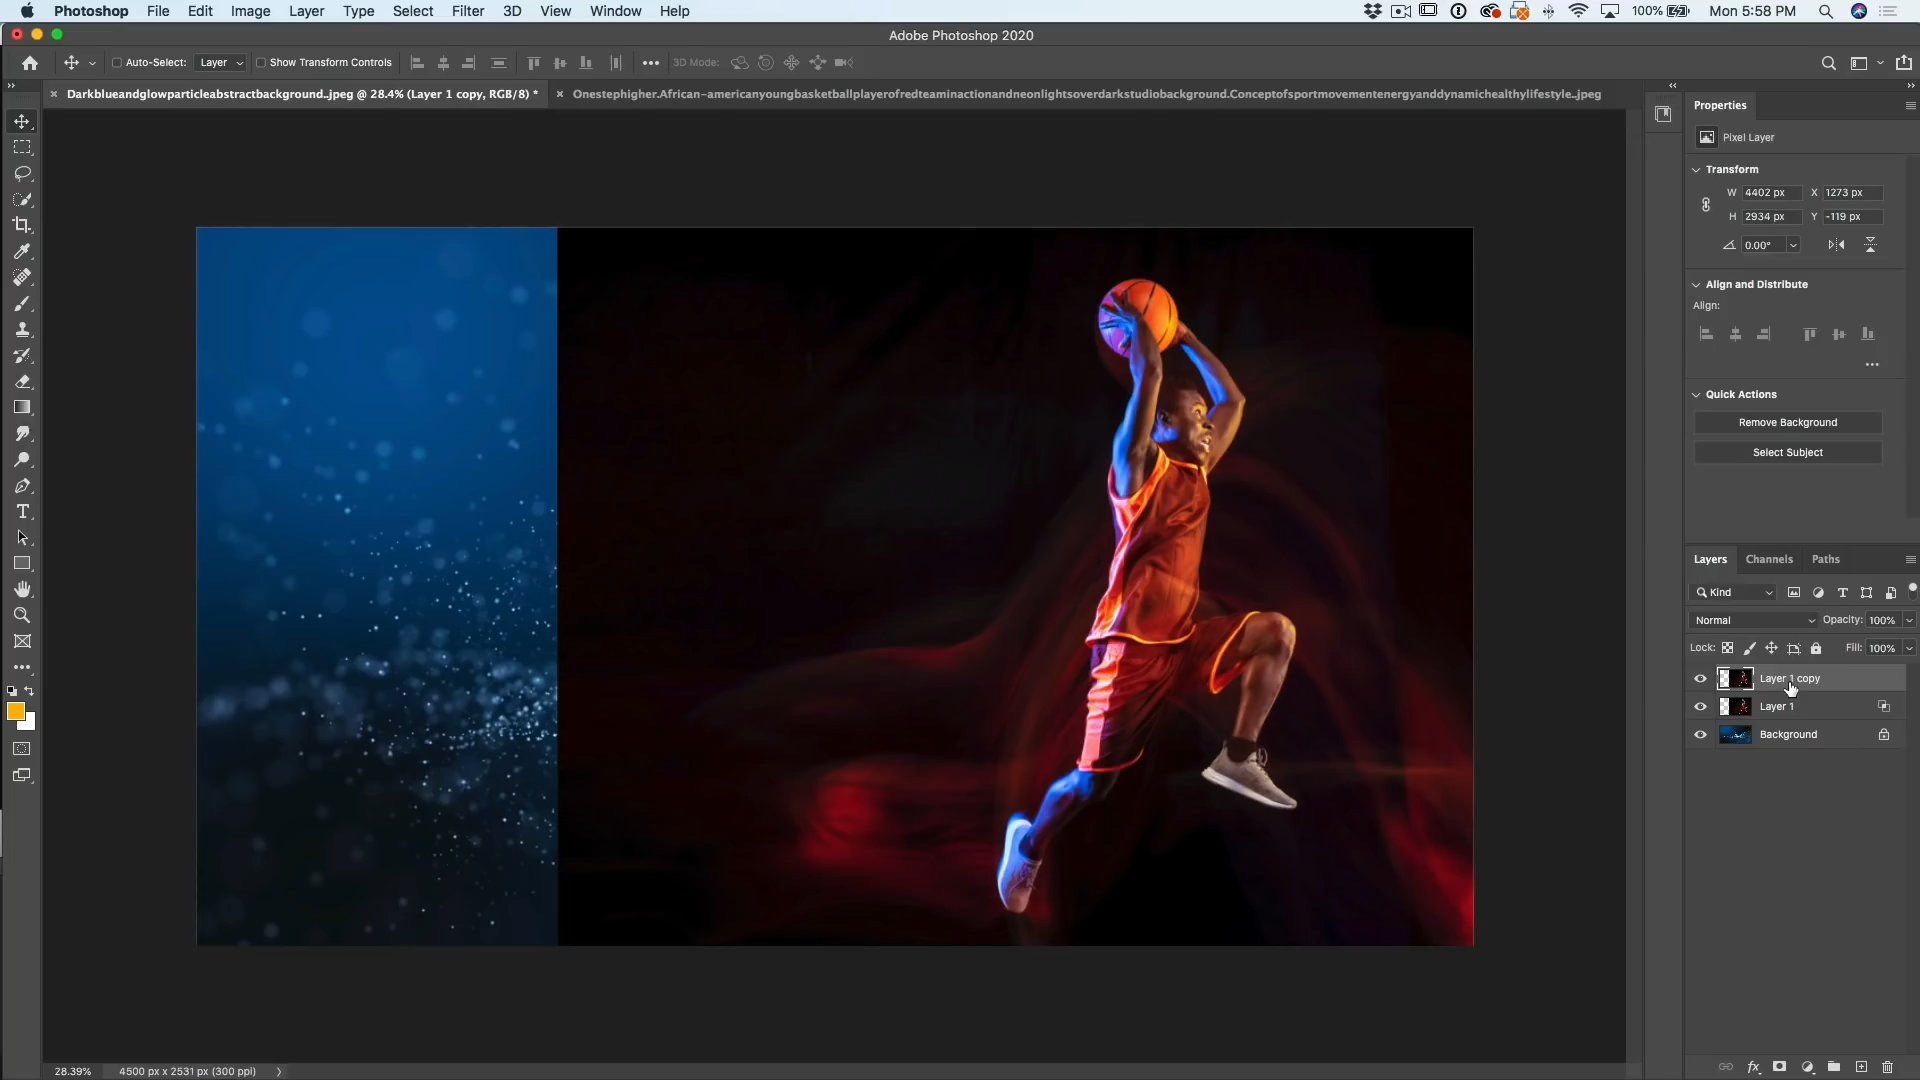 Photoshop File Edit Image Layer Type Select Filter 3D View Window Help 100% Mon 5:58 PM
Adobe Photoshop 2020
Auto-Select: Layer Show Transform Controls 3D Mode:
Darkblueandglowparticleabstractbackground..jpeg @ 28.4% (Layer 1 copy, RGB/8) *
Onestephigher.African-americanyoungbasketballplayerofredteaminactionandneonlightsoverdarkstudiobackground.Conceptofsportmovementenergyanddynamichealthylifestyle..jpeg
Properties
Pixel Layer
Transform
W 4402 px X 1273 px
H 2934 px Y -119 px
0.00°
Align and Distribute
Align:
Quick Actions
Remove Background
Select Subject
Layers Channels Paths
Kind
Normal Opacity: 100%
Lock: Fill: 100%
Layer 1 copy
Layer 1
Background
28.39% 4500 px x 2531 px (300 ppi)